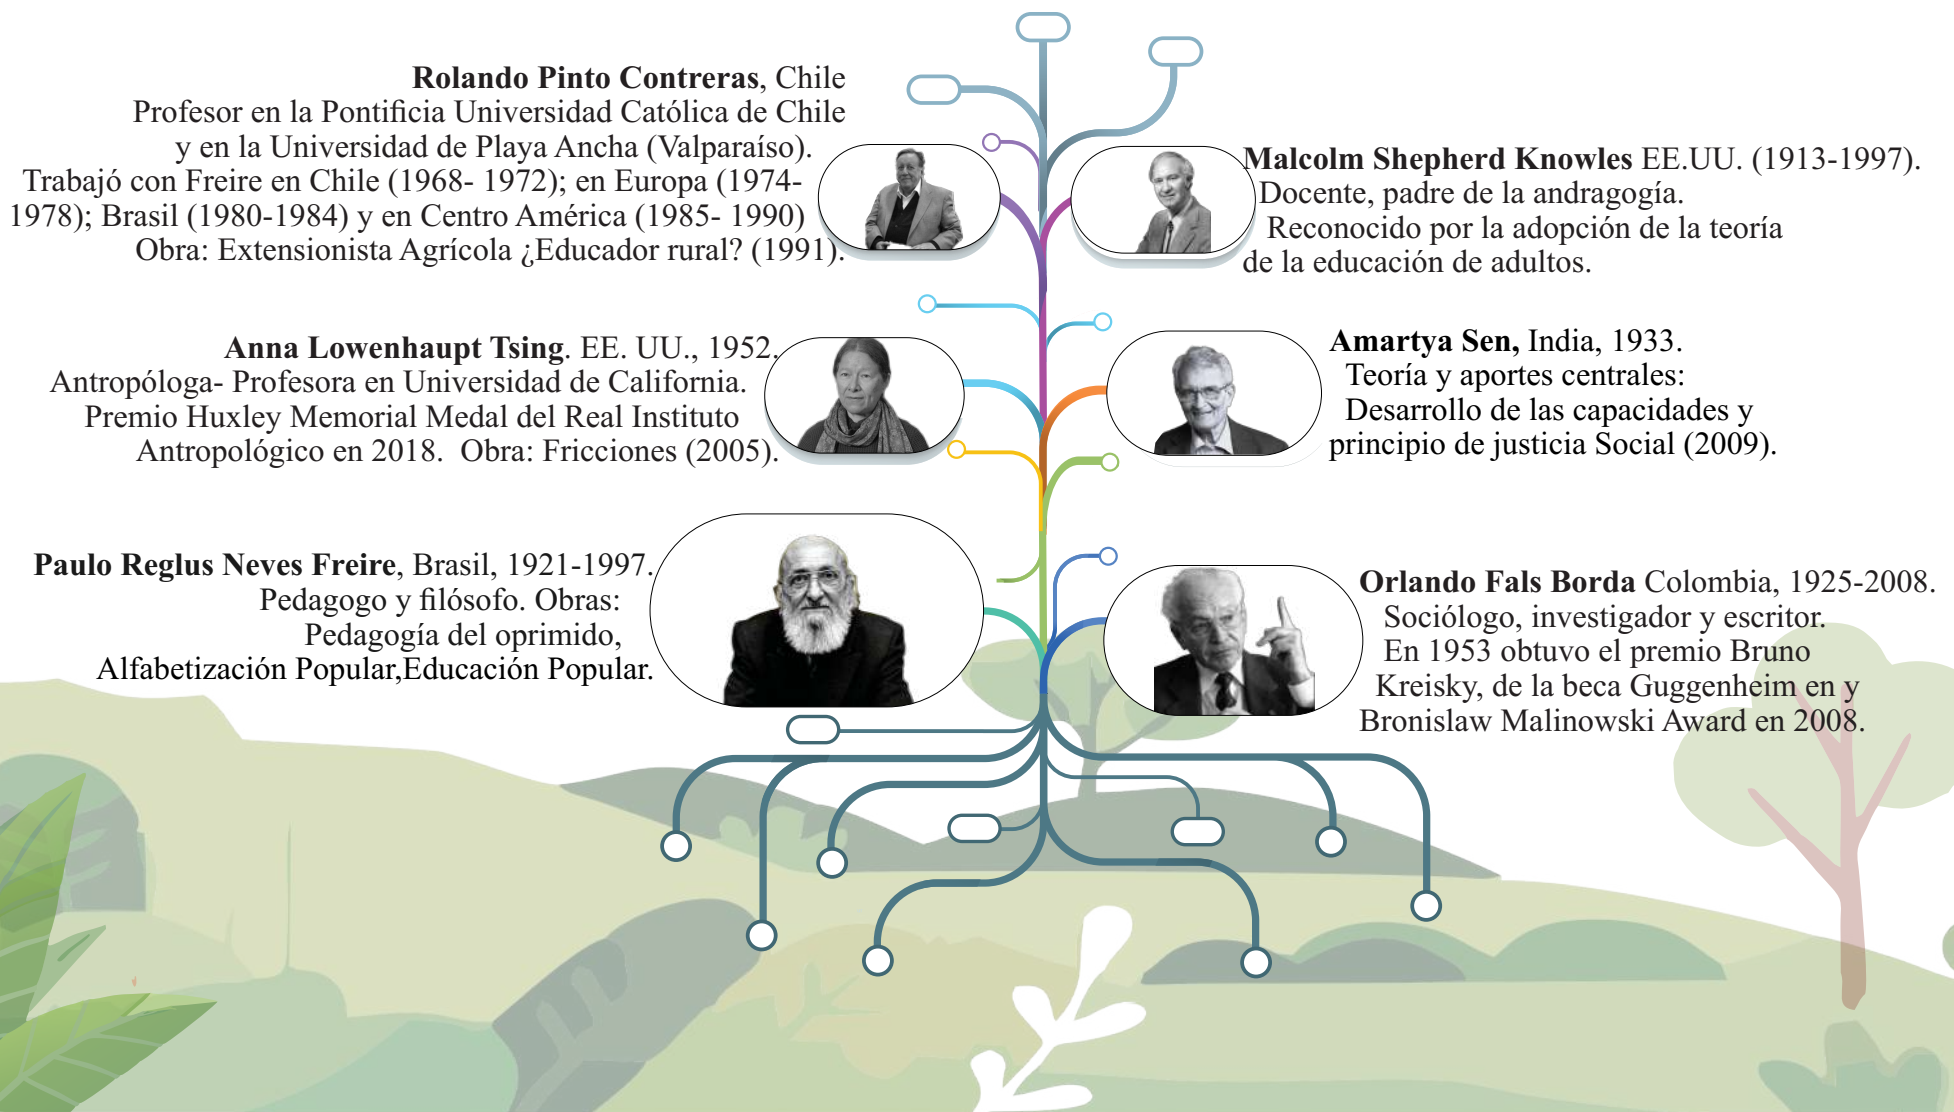 Rolando Pinto Contreras, Chile
Profesor en la Pontificia Universidad Católica de Chile
y en la Universidad de Playa Ancha (Valparaíso).
Trabajó con Freire en Chile (1968- 1972); en Europa (1974-
1978); Brasil (1980-1984) y en Centro América (1985- 1990)
Obra: Extensionista Agrícola ¿Educador rural? (1991).
Malcolm Shepherd Knowles EE.UU. (1913-1997).
Docente, padre de la andragogía.
Reconocido por la adopción de la teoría
de la educación de adultos.
Anna Lowenhaupt Tsing. EE. UU., 1952.
Antropóloga- Profesora en Universidad de California.
Premio Huxley Memorial Medal del Real Instituto
Antropológico en 2018. Obra: Fricciones (2005).
Amartya Sen, India, 1933.
Teoría y aportes centrales:
Desarrollo de las capacidades y
principio de justicia Social (2009).
Paulo Reglus Neves Freire, Brasil, 1921-1997.
Pedagogo y filósofo. Obras:
Pedagogía del oprimido,
Alfabetización Popular,Educación Popular.
Orlando Fals Borda Colombia, 1925-2008.
Sociólogo, investigador y escritor.
En 1953 obtuvo el premio Bruno
Kreisky, de la beca Guggenheim en y
Bronislaw Malinowski Award en 2008.